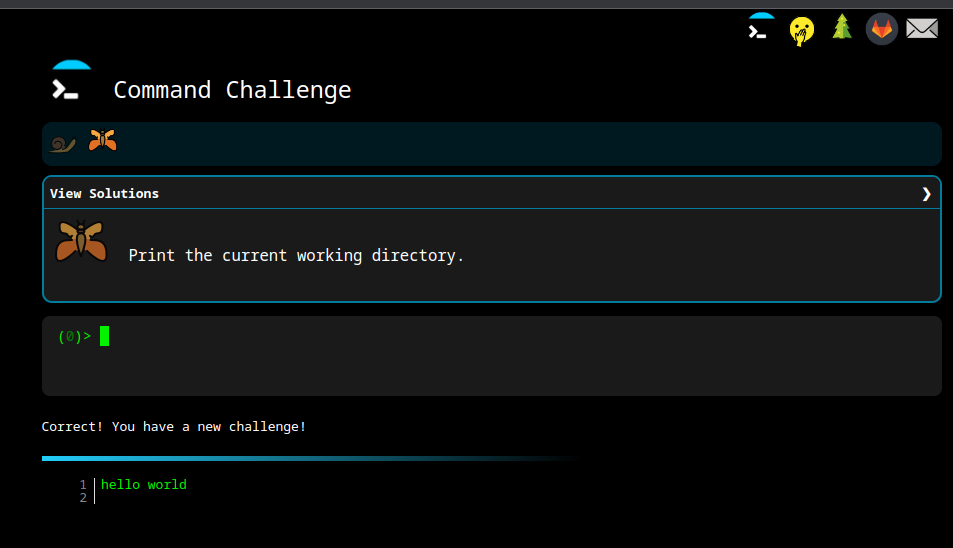 Command Challenge
View Solutions
Print the current working directory.
(0)>
Correct! You have a new challenge!
1 hello world
2